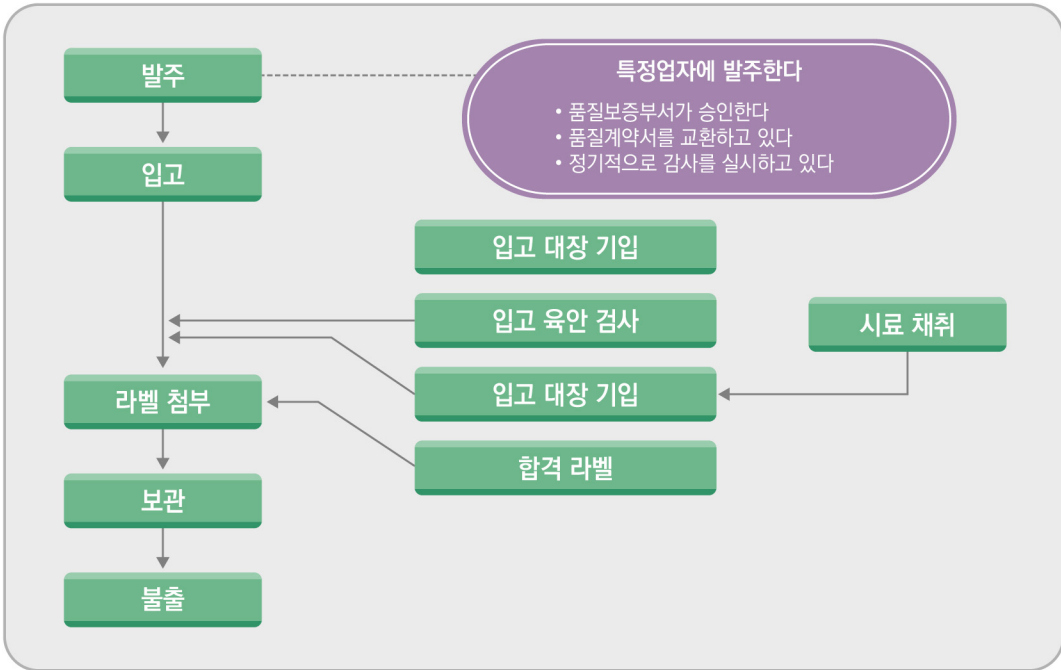 발주
특정업자에 발주한다
• 품질보증부서가 승인한다
• 품질계약서를 교환하고 있다
• 정기적으로 감사를 실시하고 있다
입고
입고 대장 기입
입고 육안 검사
시료 채취
라벨 첨부
입고 대장 기입
합격 라벨
보관
불출